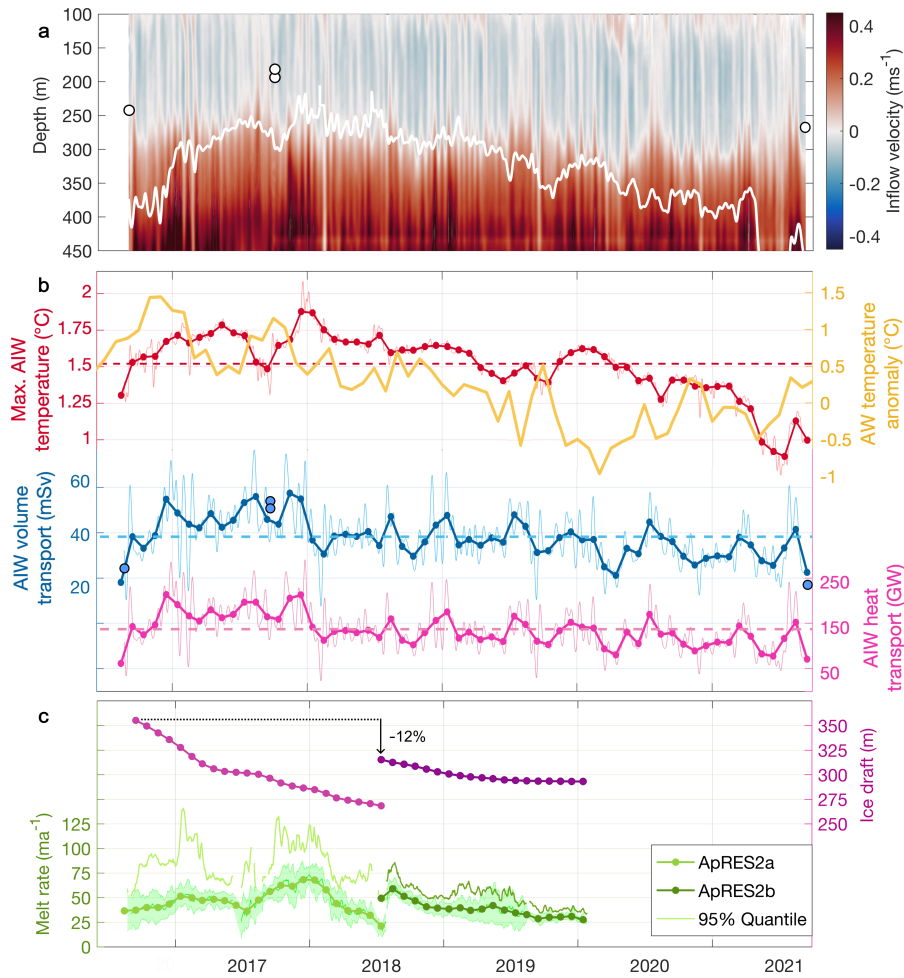 a
100
150
200
250
300
350
400
450
Depth (m)
0.4
0.2
0
-0.2
-0.4
Inflow velocity (ms-1)
b
2
1.75
1.5
1.25
1
Max. AIW
temperature (°C)
1.5
1
0.5
0
-0.5
-1
AW temperature
anomaly (°C)
60
40
20
AIW volume
transport (mSv)
250
150
50
AIW heat
transport (GW)
c
-12%
350
325
300
275
250
Ice draft (m)
125
100
75
50
25
0
Melt rate (ma-1)
ApRES2a
ApRES2b
95% Quantile
2017
2018
2019
2020
2021